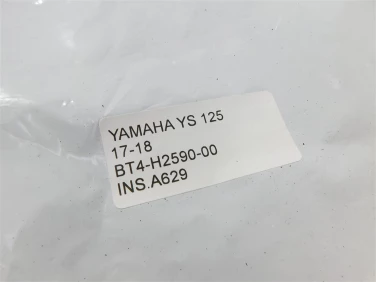 YAMAHA YS 125
17-18
BT4-H2590-00
INS.A629